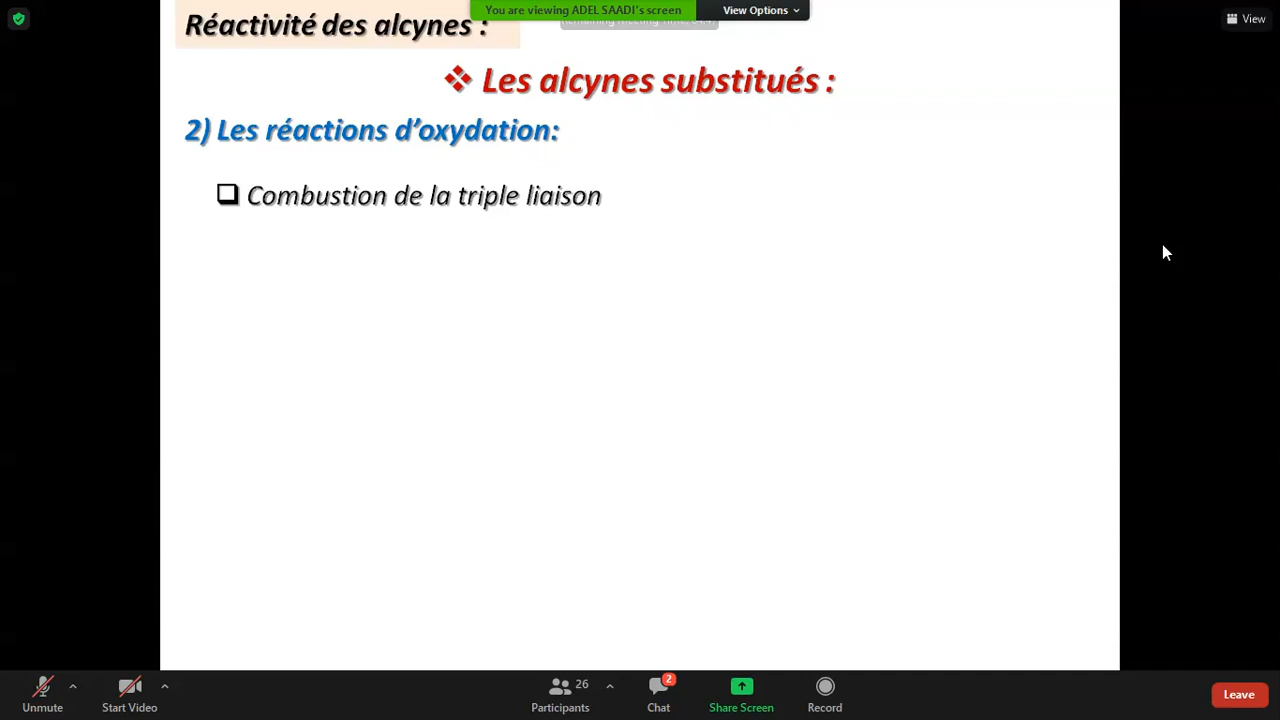 You are viewing ADEL SAADI's screen
View Options
View
Réactivité des alcynes :
❖ Les alcynes substitués :
2) Les réactions d’oxydation:
❑ Combustion de la triple liaison
Unmute
Start Video
26
Participants
2
Chat
Share Screen
Record
Leave